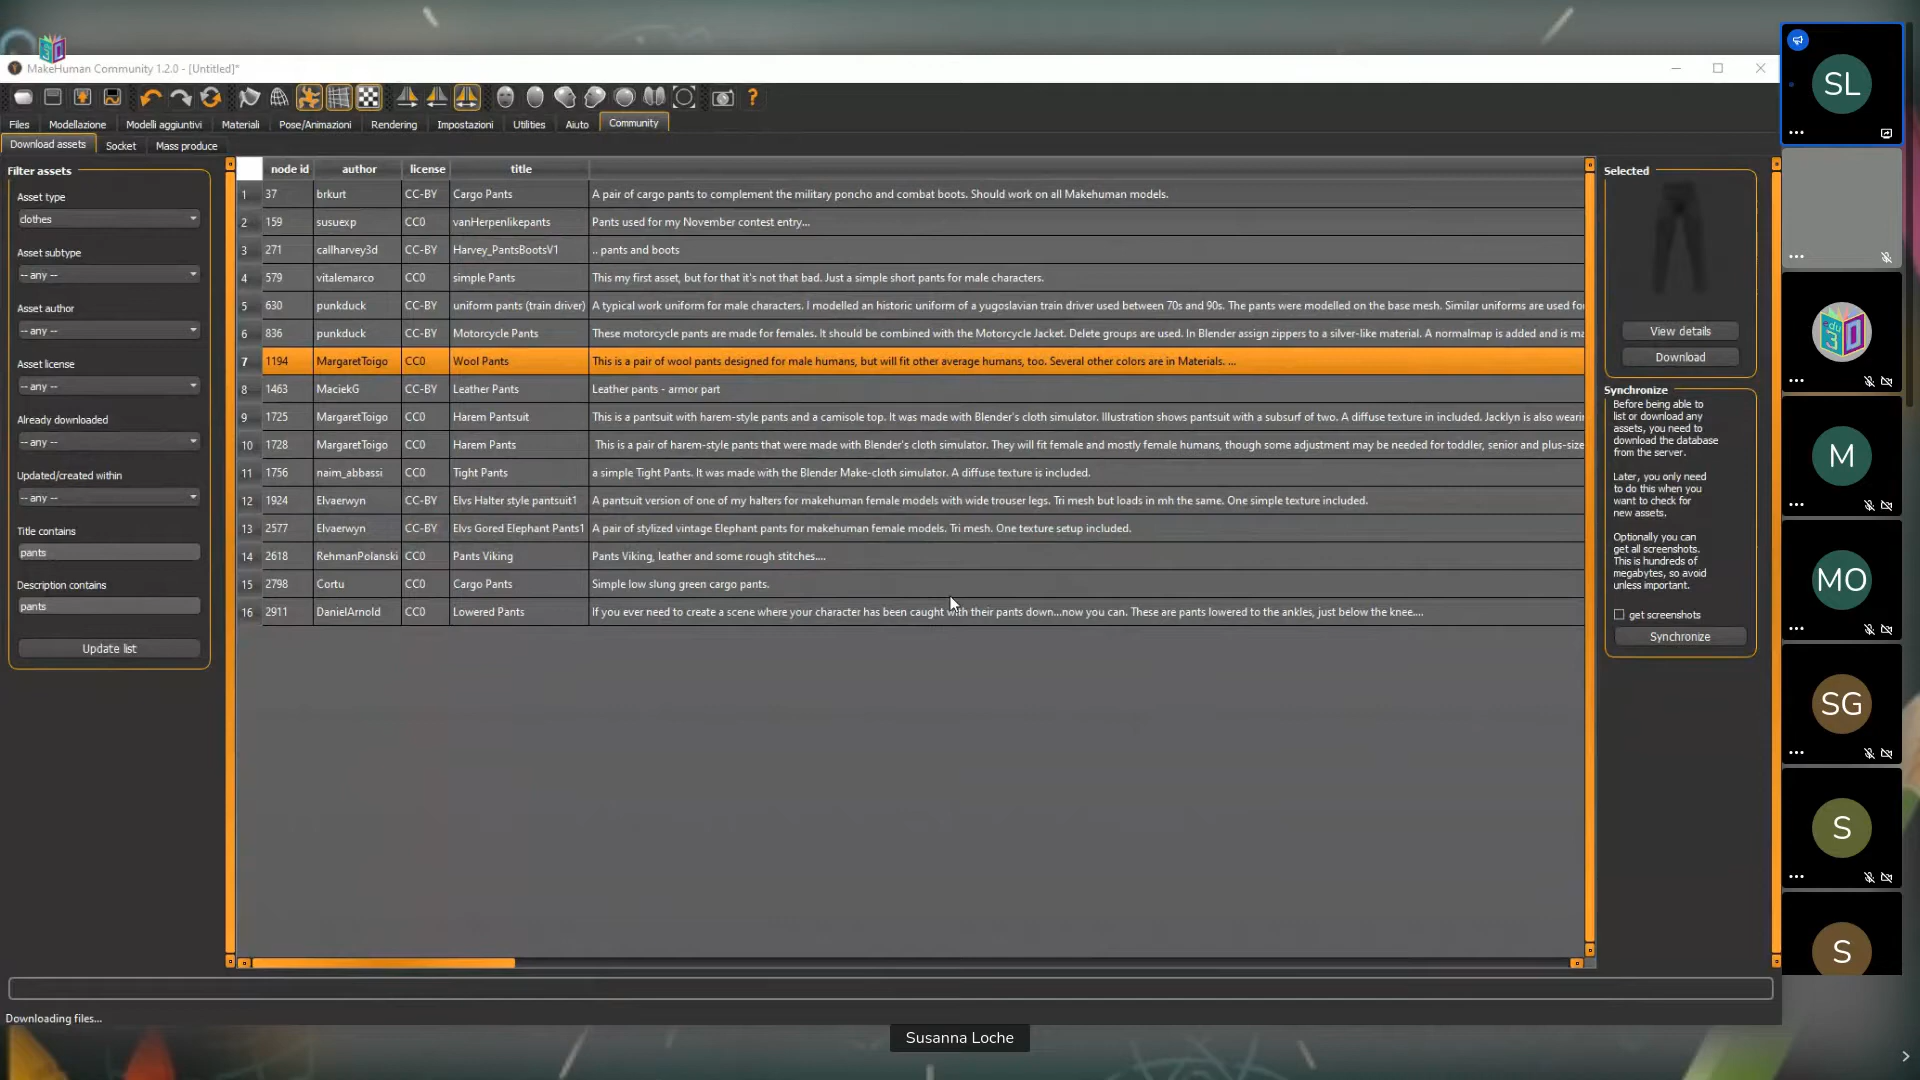 MakeHuman Community 1.2.0 - [Untitled]*
Files Modellazione Modelli aggiuntivi Materiali Pose/Animazioni Rendering Impostazioni Utilities Aiuto Community
Download assets Socket Mass produce
Filter assets
Asset type
clothes
Asset subtype
-- any --
Asset author
-- any --
Asset license
-- any --
Already downloaded
-- any --
Updated/created within
-- any --
Title contains
pants
Description contains
pants
Update list
node id author license title
1 37 brkurt CC-BY Cargo Pants A pair of cargo pants to complement the military poncho and combat boots. Should work on all Makehuman models.
2 159 susuexp CC0 vanHerpenlikepants Pants used for my November contest entry...
3 271 callharvey3d CC-BY Harvey_PantsBootsV1 .. pants and boots
4 579 vitalemarco CC0 simple Pants This my first asset, but for that it's not that bad. Just a simple short pants for male characters.
5 630 punkduck CC-BY uniform pants (train driver) A typical work uniform for male characters. I modelled an historic uniform of a yugoslavian train driver used between 70s and 90s. The pants were modelled on the base mesh. Similar uniforms are used for
6 836 punkduck CC-BY Motorcycle Pants These motorcycle pants are made for females. It should be combined with the Motorcycle Jacket. Delete groups are used. In Blender assign zippers to a silver-like material. A normalmap is added and is ma
7 1194 MargaretToigo CC0 Wool Pants This is a pair of wool pants designed for male humans, but will fit other average humans, too. Several other colors are in Materials. ...
8 1463 MaciekG CC-BY Leather Pants Leather pants - armor part
9 1725 MargaretToigo CC0 Harem Pantsuit This is a pantsuit with harem-style pants and a camisole top. It was made with Blender's cloth simulator. Illustration shows pantsuit with a subsurf of two. A diffuse texture in included. Jacklyn is also wearin
10 1728 MargaretToigo CC0 Harem Pants This is a pair of harem-style pants that were made with Blender's cloth simulator. They will fit female and mostly female humans, though some adjustment may be needed for toddler, senior and plus-size
11 1756 naim_abbassi CC0 Tight Pants a simple Tight Pants. It was made with the Blender Make-cloth simulator. A diffuse texture is included.
12 1924 Elvaerwyn CC-BY Elvs Halter style pantsuit1 A pantsuit version of one of my halters for makehuman female models with wide trouser legs. Tri mesh but loads in mh the same. One simple texture included.
13 2577 Elvaerwyn CC-BY Elvs Gored Elephant Pants1 A pair of stylized vintage Elephant pants for makehuman female models. Tri mesh. One texture setup included.
14 2618 RehmanPolanski CC0 Pants Viking Pants Viking, leather and some rough stitches....
15 2798 Cortu CC0 Cargo Pants Simple low slung green cargo pants.
16 2911 DanielArnold CC0 Lowered Pants If you ever need to create a scene where your character has been caught with their pants down...now you can. These are pants lowered to the ankles, just below the knee....
Selected
View details
Download
Synchronize
Before being able to
list or download any
assets, you need to
download the database
from the server.
Later, you only need
to do this when you
want to check for
new assets.
Optionally you can
get all screenshots.
This is hundreds of
megabytes, so avoid
unless important.
get screenshots
Synchronize
Downloading files...
Susanna Loche
SL
edu
3D
M
MO
SG
S
S